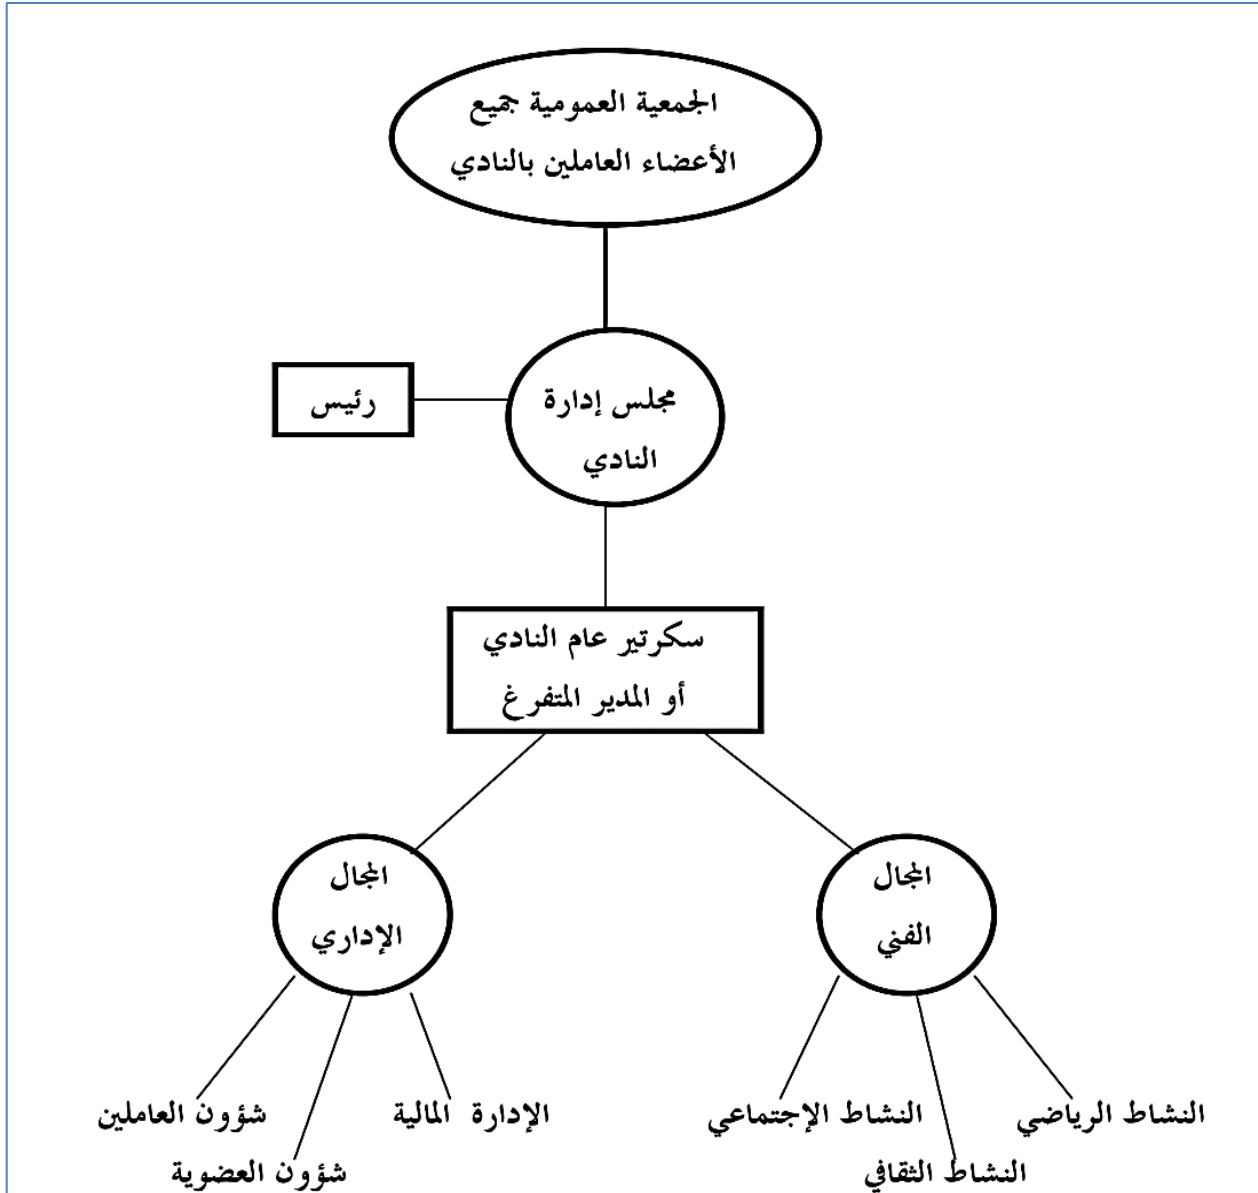 الجمعية العمومية جميع
الأعضاء العاملين بالنادي
مجلس إدارة
النادي
رئيس
سكرتير عام النادي
أو المدير المتفرغ
المجال
الفني
المجال
الإداري
النشاط الرياضي
النشاط الثقافي
النشاط الإجتماعي
الإدارة المالية
شؤون العضوية
شؤون العاملين